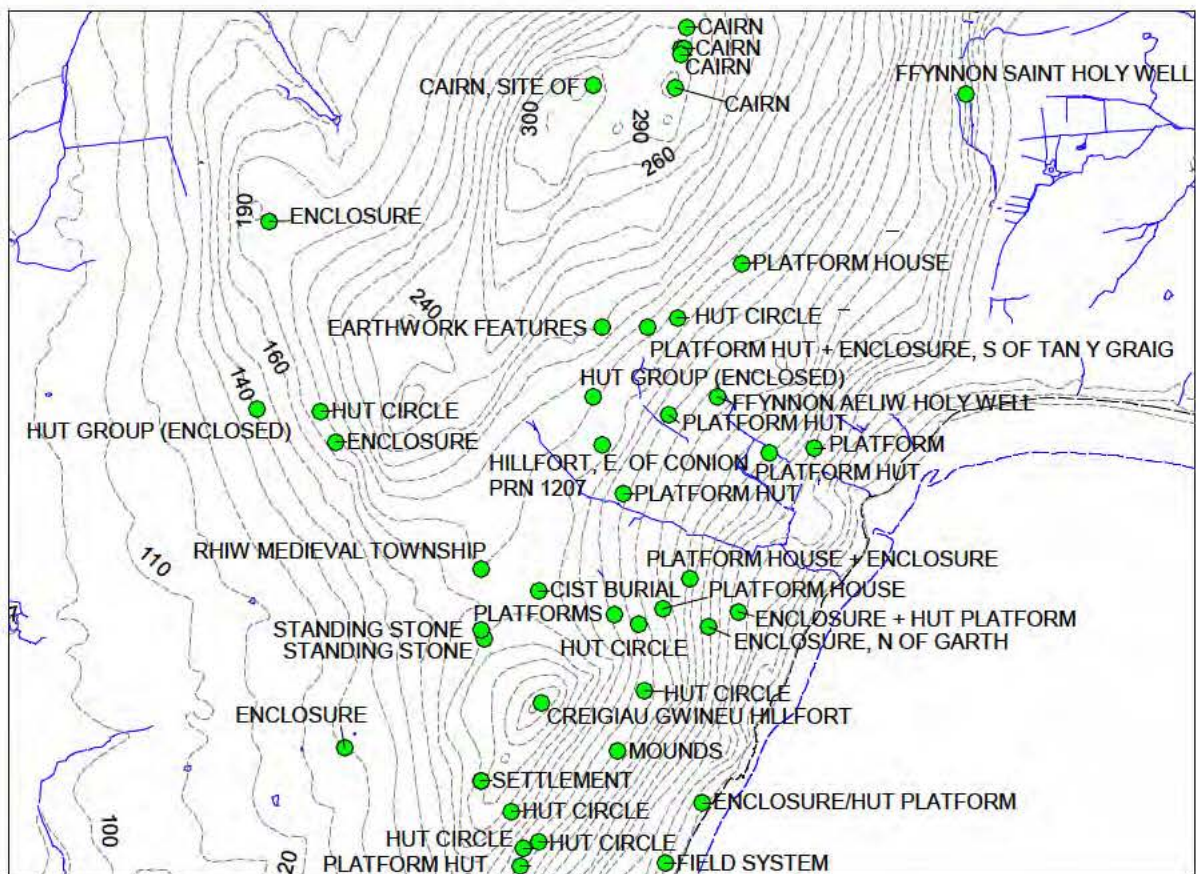 CAIRN
CAIRN
CAIRN
FFYNNON SAINT HOLY WELL
CAIRN, SITE OF
CAIRN
300
290
260
190
ENCLOSURE
PLATFORM HOUSE
240
EARTHWORK FEATURES
HUT CIRCLE
PLATFORM HUT + ENCLOSURE, S OF TAN Y GRAIG
160
140
HUT GROUP (ENCLOSED)
FFYNNON AELIW HOLY WELL
HUT CIRCLE
PLATFORM HUT
HUT GROUP (ENCLOSED)
ENCLOSURE
PLATFORM
HILLFORT, E. OF CONION
PRN 1207
PLATFORM HUT
PLATFORM HUT
RHIW MEDIEVAL TOWNSHIP
110
PLATFORM HOUSE + ENCLOSURE
CIST BURIAL
PLATFORM HOUSE
PLATFORMS
ENCLOSURE + HUT PLATFORM
STANDING STONE
STANDING STONE
HUT CIRCLE
ENCLOSURE, N OF GARTH
HUT CIRCLE
ENCLOSURE
CREIGIAU GWINEU HILLFORT
MOUNDS
SETTLEMENT
ENCLOSURE/HUT PLATFORM
HUT CIRCLE
100
HUT CIRCLE
HUT CIRCLE
20
PLATFORM HUT
FIELD SYSTEM